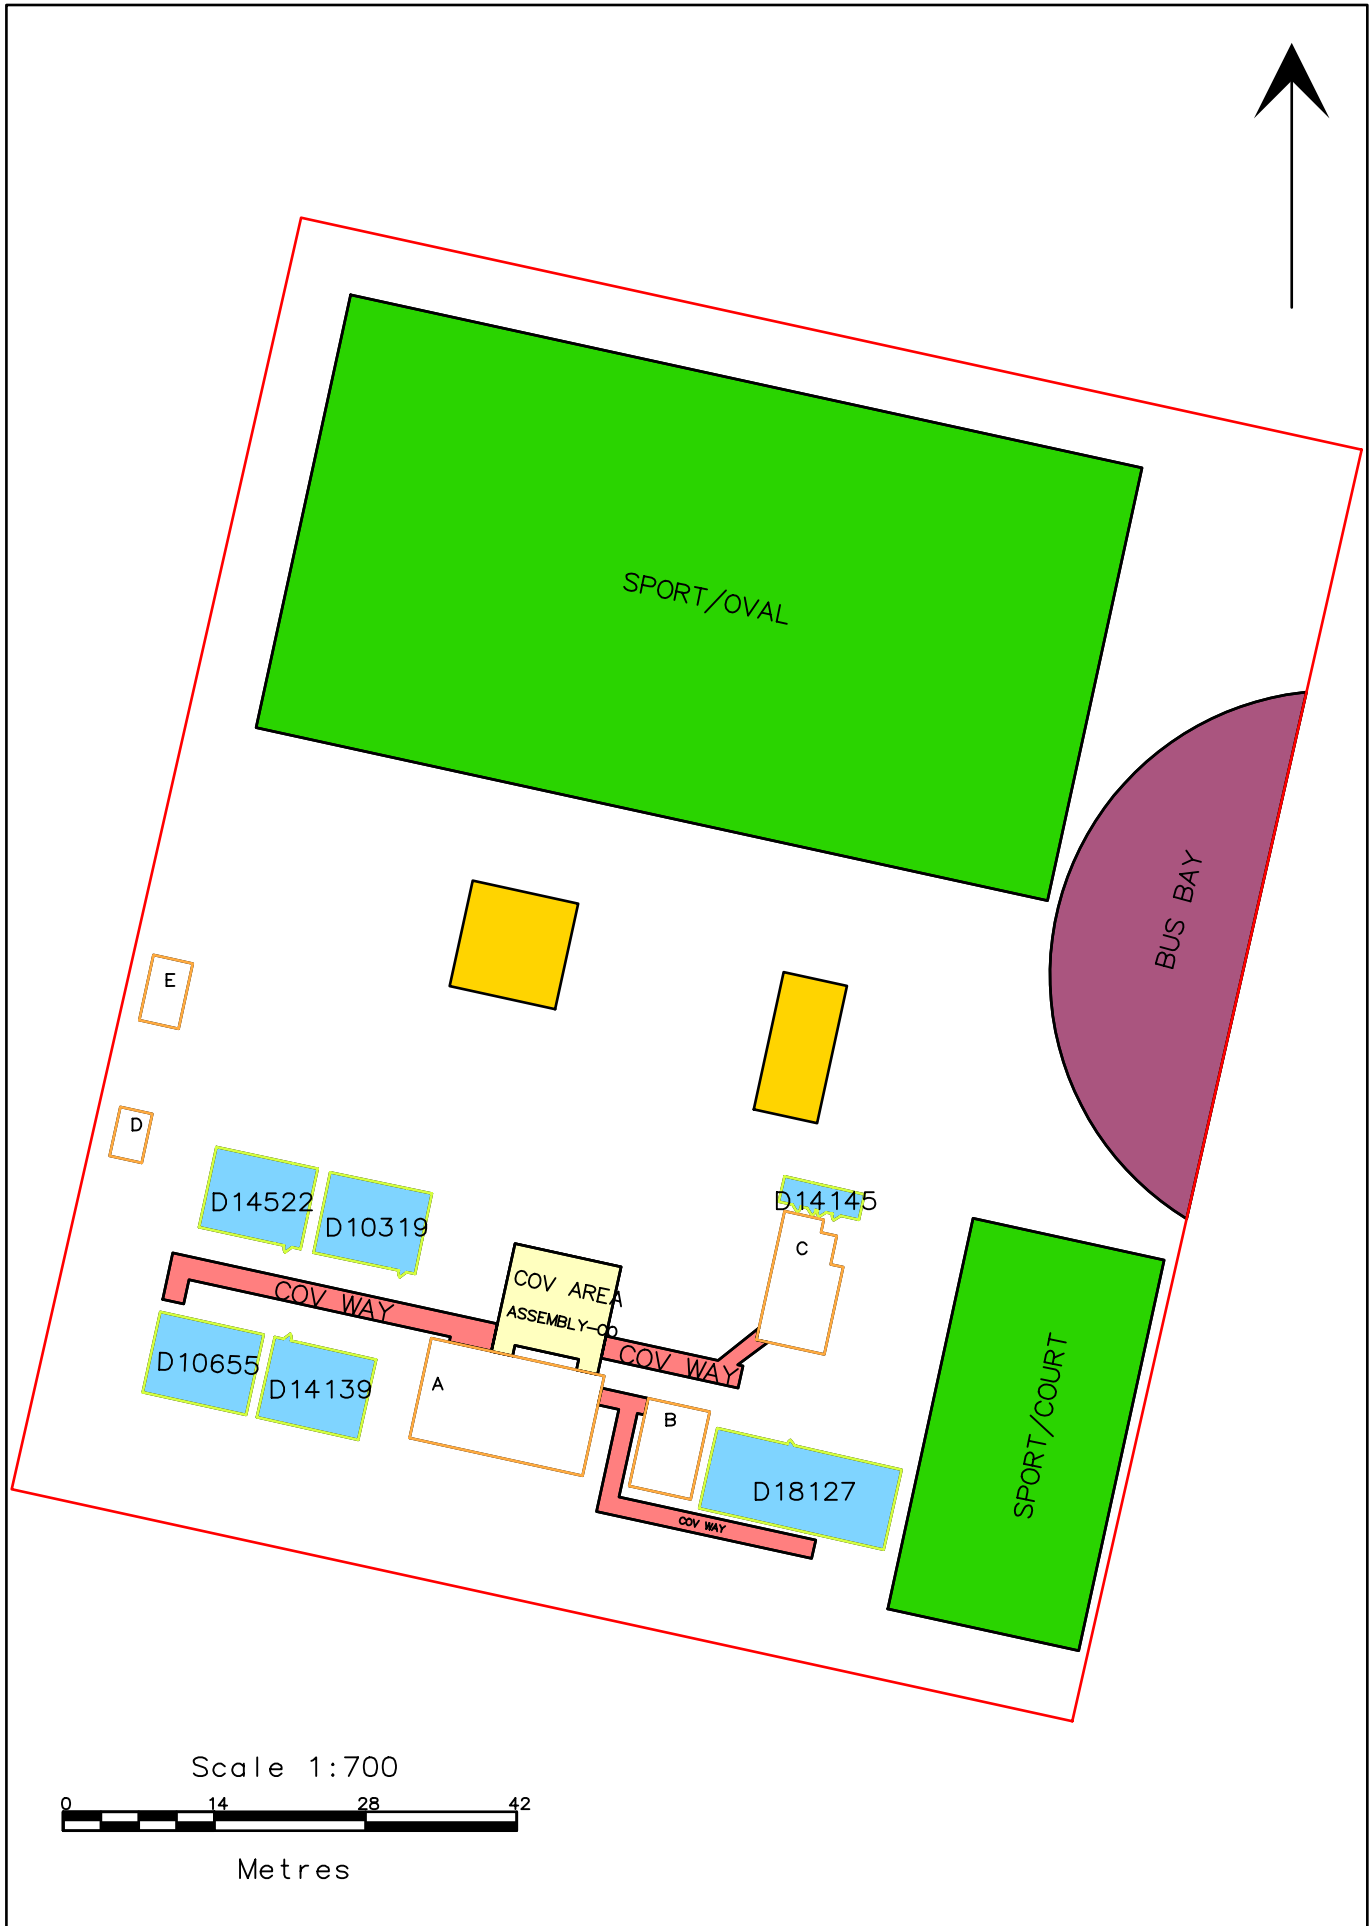 SPORT/OVAL
BUS BAY
E
D
D14522
D10319
D14145
C
COV AREA
ASSEMBLY-CO
COV WAY
COV WAY
D10655
D14139
A
B
D18127
COV WAY
SPORT/COURT
Scale 1:700
0 14 28 42
Metres